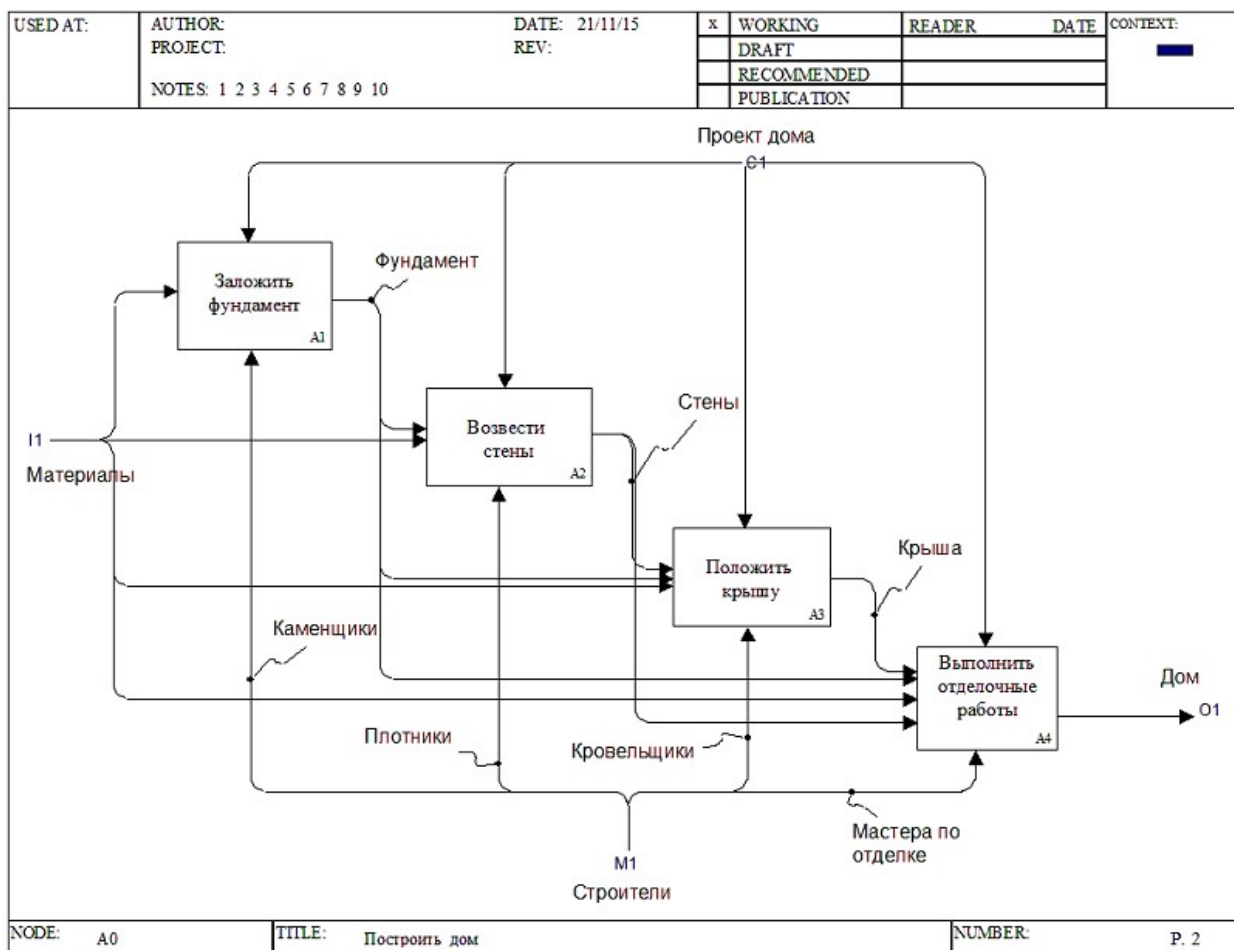 USED AT:
AUTHOR:
DATE: 21/11/15
PROJECT:
REV:
NOTES: 1 2 3 4 5 6 7 8 9 10
x WORKING
DRAFT
RECOMMENDED
PUBLICATION
READER DATE
CONTEXT:
Проект дома
C1
Заложить
фундамент
A1
Фундамент
Возвести
стены
A2
Стены
I1
Материалы
Положить
крышу
A3
Крыша
Каменщики
Выполнить
отделочные
работы
A4
Дом
O1
Плотники
Кровельщики
Мастера по
отделке
M1
Строители
NODE: A0
TITLE: Построить дом
NUMBER: P. 2